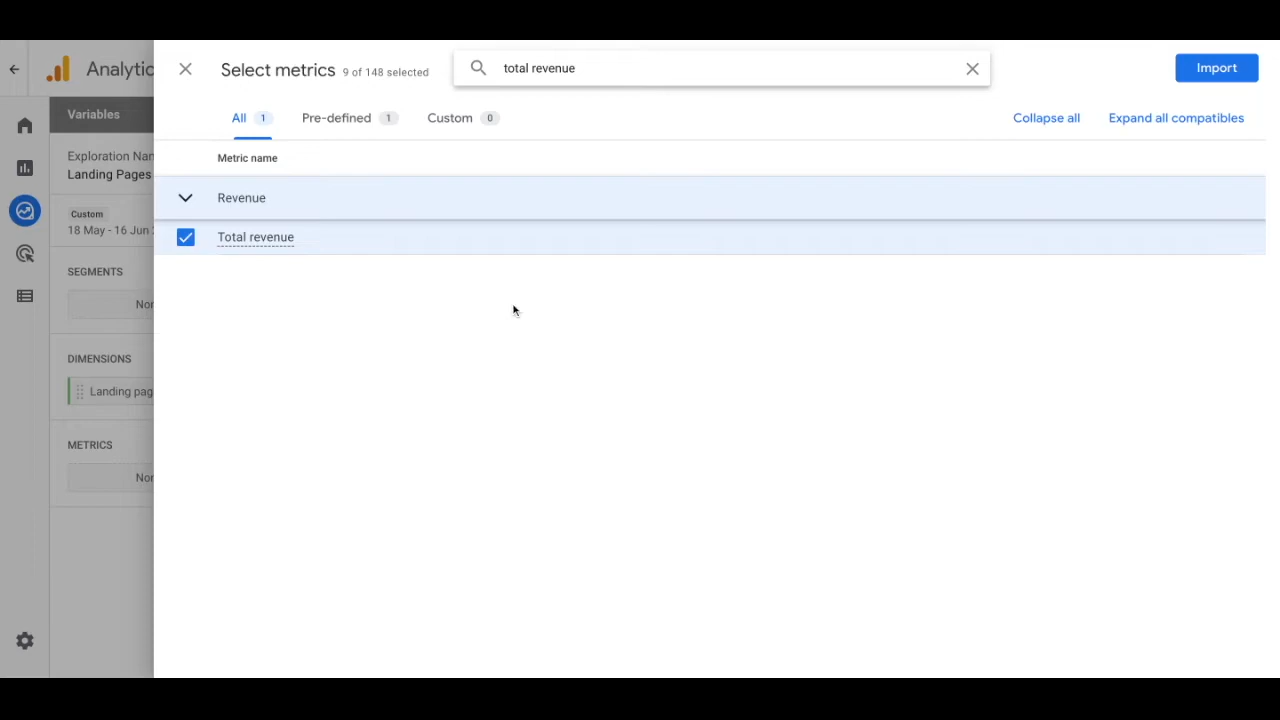 Analytic
Select metrics 9 of 148 selected
total revenue
Import
All 1 Pre-defined 1 Custom 0
Collapse all Expand all compatibles
Variables
Metric name
Exploration Nan
Landing Pages
Revenue
Custom
18 May - 16 Jun
Total revenue
SEGMENTS
Nor
DIMENSIONS
Landing pag
METRICS
Nor